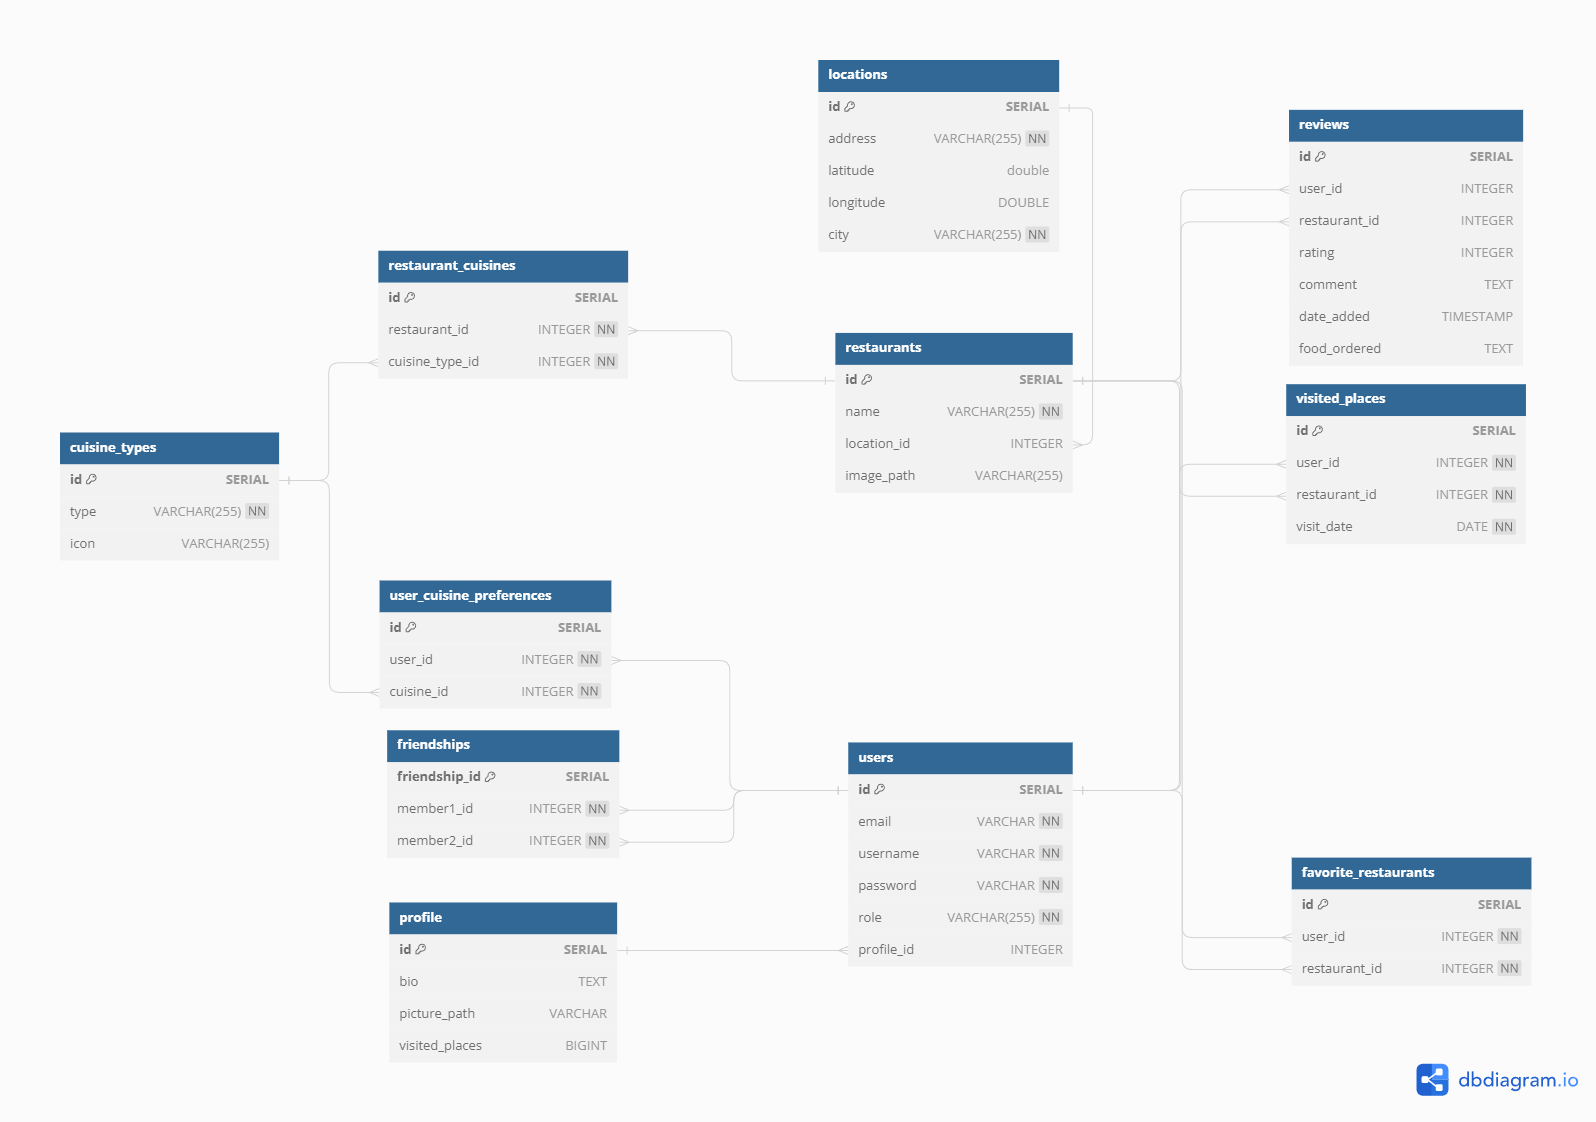 locations
id SERIAL
address VARCHAR(255) NN
latitude double
longitude DOUBLE
city VARCHAR(255) NN
reviews
id SERIAL
user_id INTEGER
restaurant_id INTEGER
rating INTEGER
comment TEXT
date_added TIMESTAMP
food_ordered TEXT
restaurant_cuisines
id SERIAL
restaurant_id INTEGER NN
cuisine_type_id INTEGER NN
restaurants
id SERIAL
name VARCHAR(255) NN
location_id INTEGER
image_path VARCHAR(255)
visited_places
id SERIAL
user_id INTEGER NN
restaurant_id INTEGER NN
visit_date DATE NN
cuisine_types
id SERIAL
type VARCHAR(255) NN
icon VARCHAR(255)
user_cuisine_preferences
id SERIAL
user_id INTEGER NN
cuisine_id INTEGER NN
friendships
friendship_id SERIAL
member1_id INTEGER NN
member2_id INTEGER NN
users
id SERIAL
email VARCHAR NN
username VARCHAR NN
password VARCHAR NN
role VARCHAR(255) NN
profile_id INTEGER
favorite_restaurants
id SERIAL
user_id INTEGER NN
restaurant_id INTEGER NN
profile
id SERIAL
bio TEXT
picture_path VARCHAR
visited_places BIGINT
dbdiagram.io